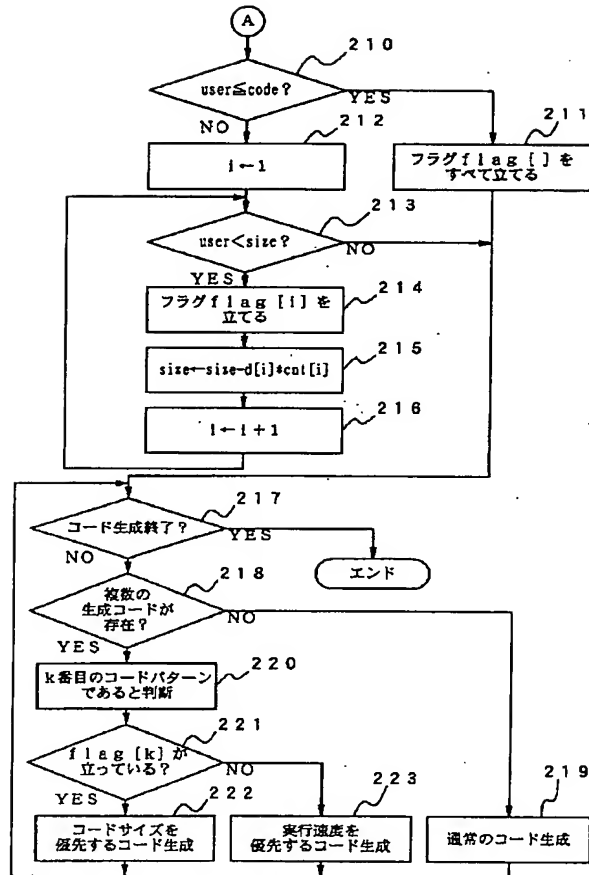 A
210
user≦code?
YES
NO
212
211
i←1
フラグflag[]を
すべて立てる
213
user<size?
NO
YES
214
フラグflag[i]を
立てる
215
size←size-d[i]*cnt[i]
216
i←i+1
217
コード生成終了?
YES
NO
218
エンド
複数の
生成コードが
存在?
NO
YES
220
k番目のコードパターン
であると判断
221
flag[k]が
立っている?
NO
YES
222
223
219
コードサイズを
優先するコード生成
実行速度を
優先するコード生成
通常のコード生成